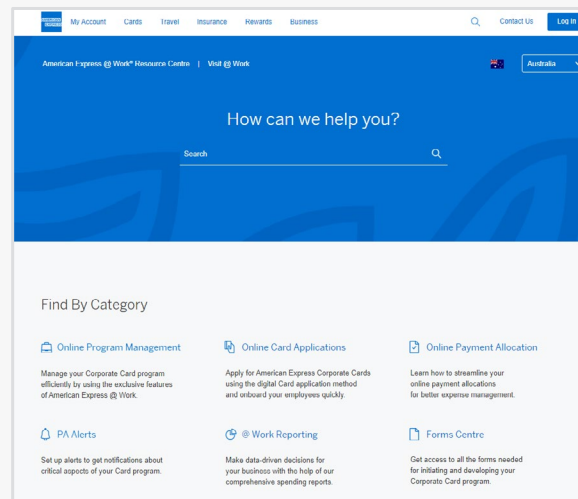 AMERICAN EXPRESS My Account Cards Travel Insurance Rewards Business Contact Us Log In
American Express @ Work® Resource Centre | Visit @ Work Australia
How can we help you?
Search
Find By Category
Online Program Management
Manage your Corporate Card program
efficiently by using the exclusive features
of American Express @ Work.
Online Card Applications
Apply for American Express Corporate Cards
using the digital Card application method
and onboard your employees quickly.
Online Payment Allocation
Learn how to streamline your
online payment allocations
for better expense management.
PA Alerts
Set up alerts to get notifications about
critical aspects of your Card program.
@ Work Reporting
Make data-driven decisions for
your business with the help of our
comprehensive spending reports.
Forms Centre
Get access to all the forms needed
for initiating and developing your
Corporate Card program.